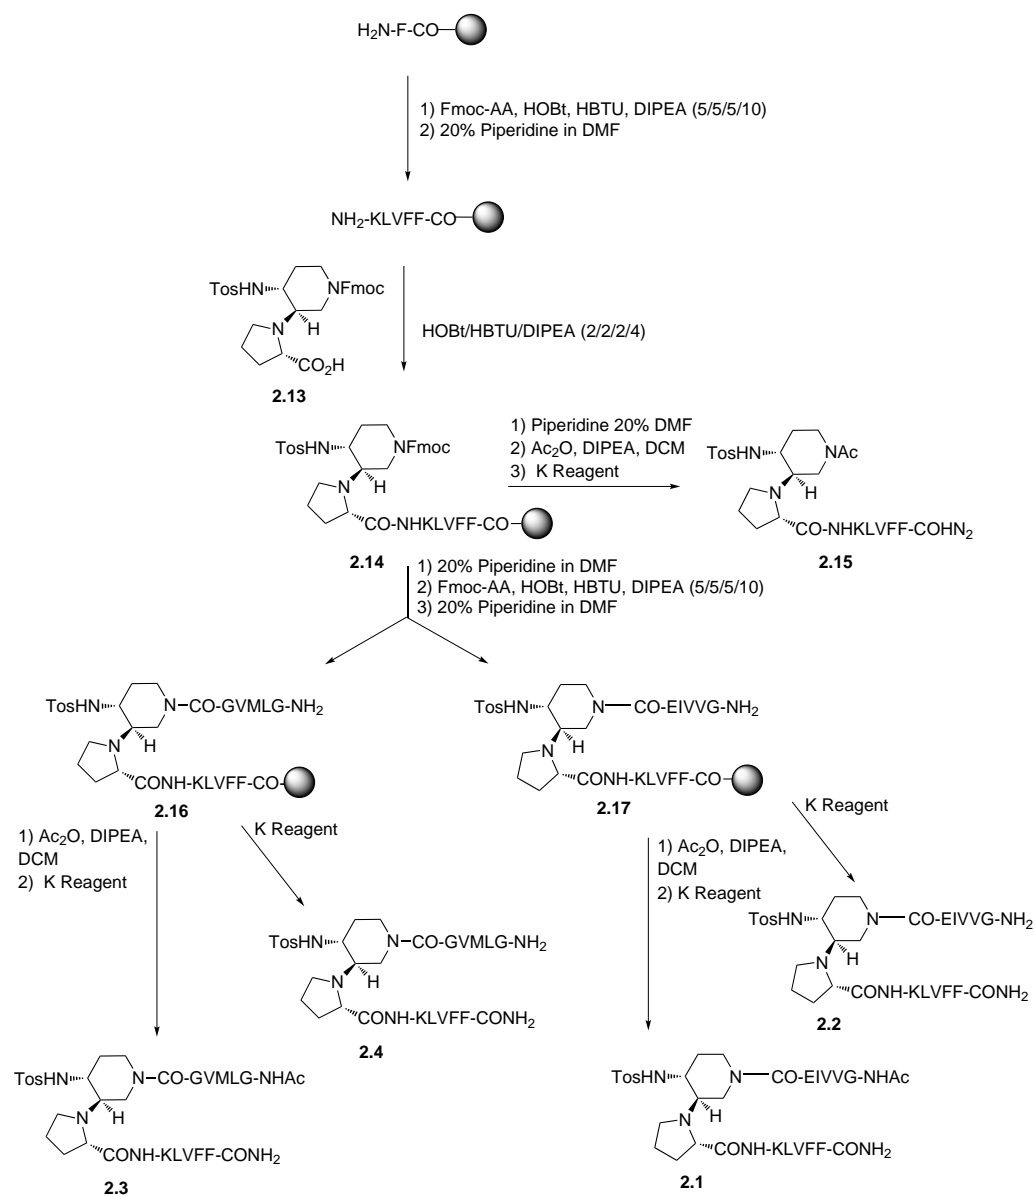 H2N-F-CO
1) Fmoc-AA, HOBt, HBTU, DIPEA (5/5/5/10)
2) 20% Piperidine in DMF
NH2-KLVFF-CO
TosHN
NFmoc
N
H
CO2H
2.13
HOBt/HBTU/DIPEA (2/2/2/4)
TosHN
NFmoc
N
H
CO-NHKLVFF-CO
2.14
1) Piperidine 20% DMF
2) Ac2O, DIPEA, DCM
3) K Reagent
TosHN
NAc
N
H
CO-NHKLVFF-COHN2
2.15
1) 20% Piperidine in DMF
2) Fmoc-AA, HOBt, HBTU, DIPEA (5/5/5/10)
3) 20% Piperidine in DMF
TosHN
N-CO-GVMLG-NH2
N
H
CONH-KLVFF-CO
2.16
TosHN
N-CO-EIVVG-NH2
N
H
CONH-KLVFF-CO
2.17
1) Ac2O, DIPEA,
DCM
2) K Reagent
K Reagent
1) Ac2O, DIPEA,
DCM
2) K Reagent
K Reagent
TosHN
N-CO-GVMLG-NH2
N
H
CONH-KLVFF-CONH2
2.4
TosHN
N-CO-EIVVG-NH2
N
H
CONH-KLVFF-CONH2
2.2
TosHN
N-CO-GVMLG-NHAc
N
H
CONH-KLVFF-CONH2
2.3
TosHN
N-CO-EIVVG-NHAc
N
H
CONH-KLVFF-CONH2
2.1